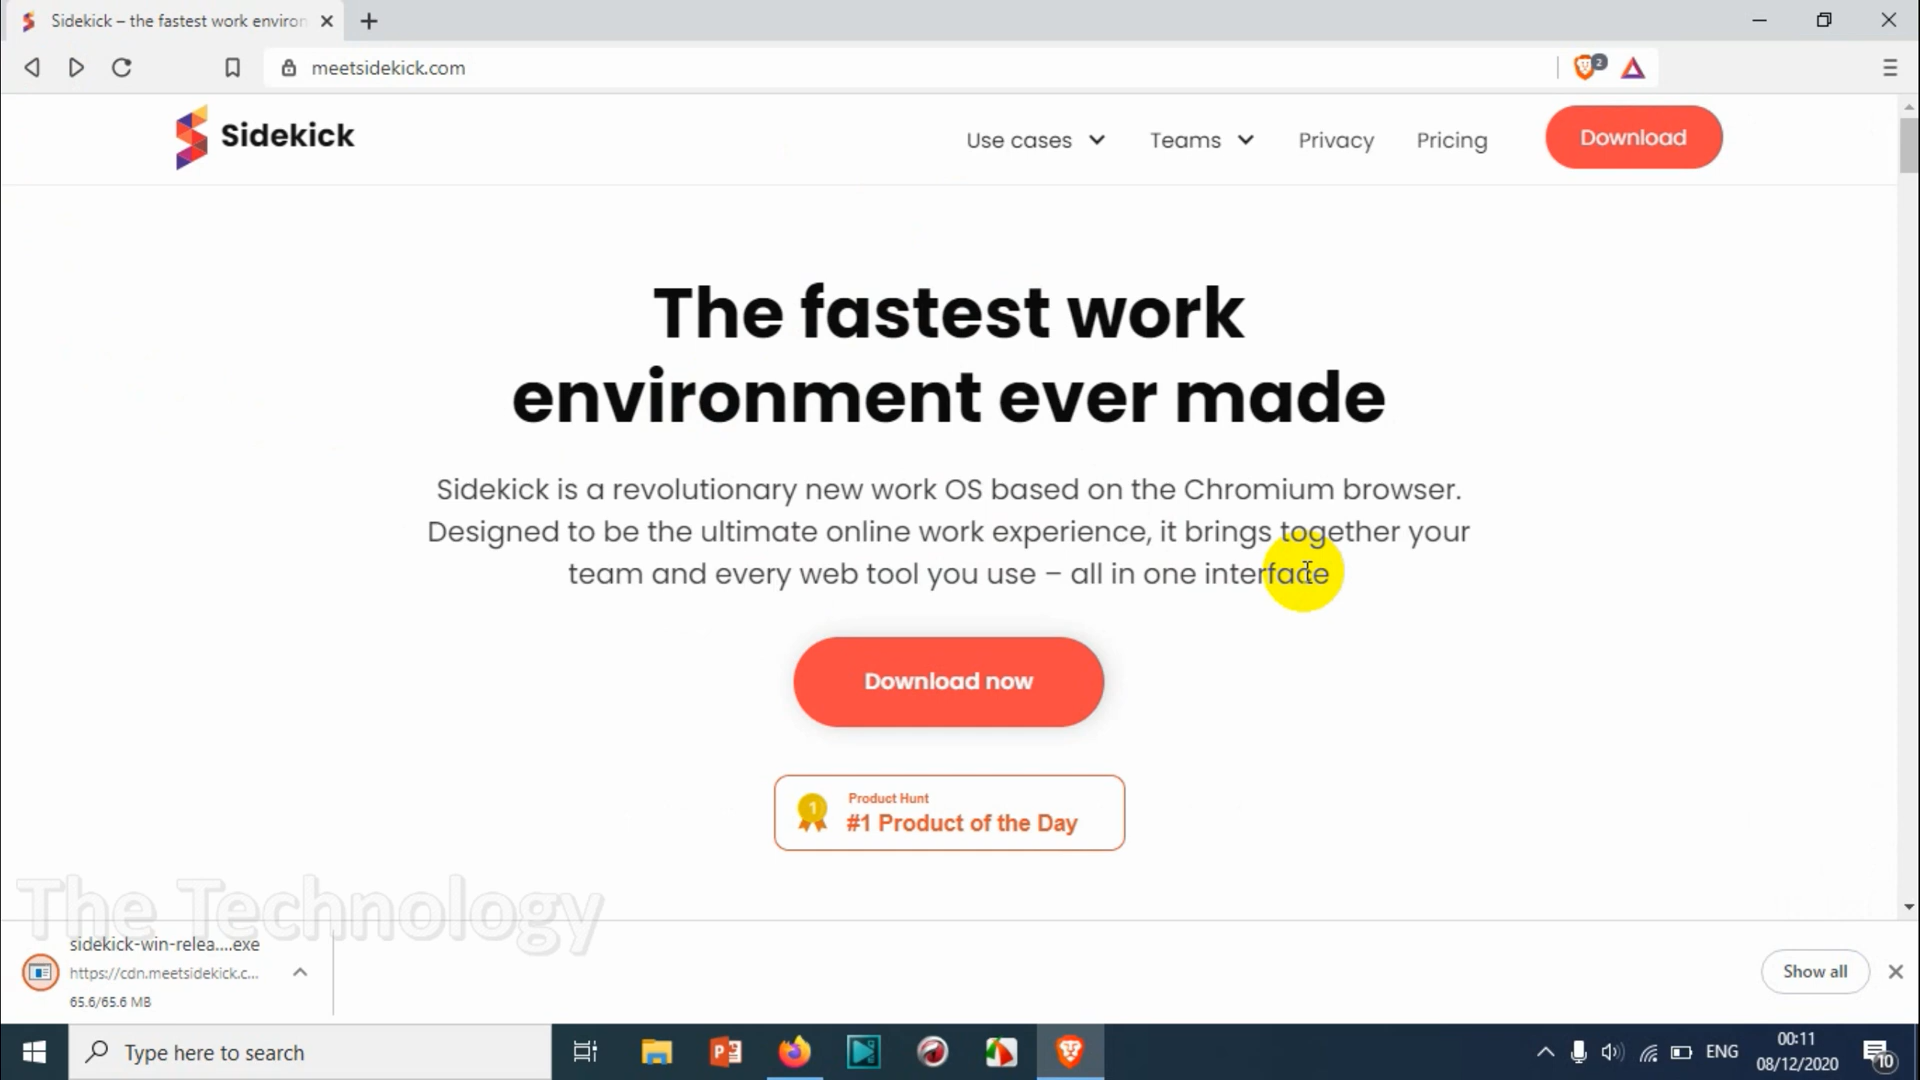 Sidekick – the fastest work environ
meetsidekick.com
2
Sidekick
Use cases
Teams
Privacy
Pricing
Download
The fastest work
environment ever made
Sidekick is a revolutionary new work OS based on the Chromium browser.
Designed to be the ultimate online work experience, it brings together your
team and every web tool you use – all in one interface
Download now
1
Product Hunt
#1 Product of the Day
The Technology
sidekick-win-relea....exe
https://cdn.meetsidekick.c...
65.6/65.6 MB
Show all
Type here to search
ENG
00:11
08/12/2020
10